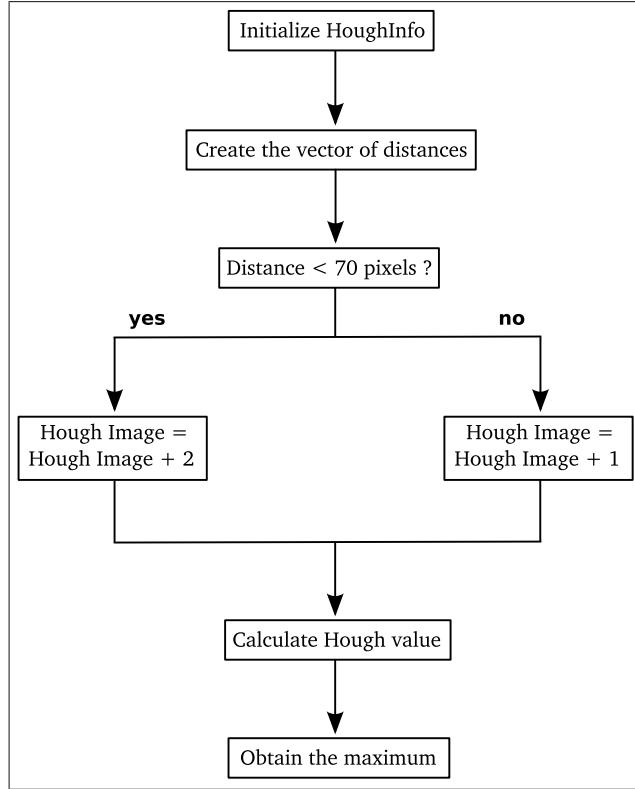 Initialize HoughInfo
Create the vector of distances
Distance < 70 pixels ?
yes
no
Hough Image =
Hough Image + 2
Hough Image =
Hough Image + 1
Calculate Hough value
Obtain the maximum